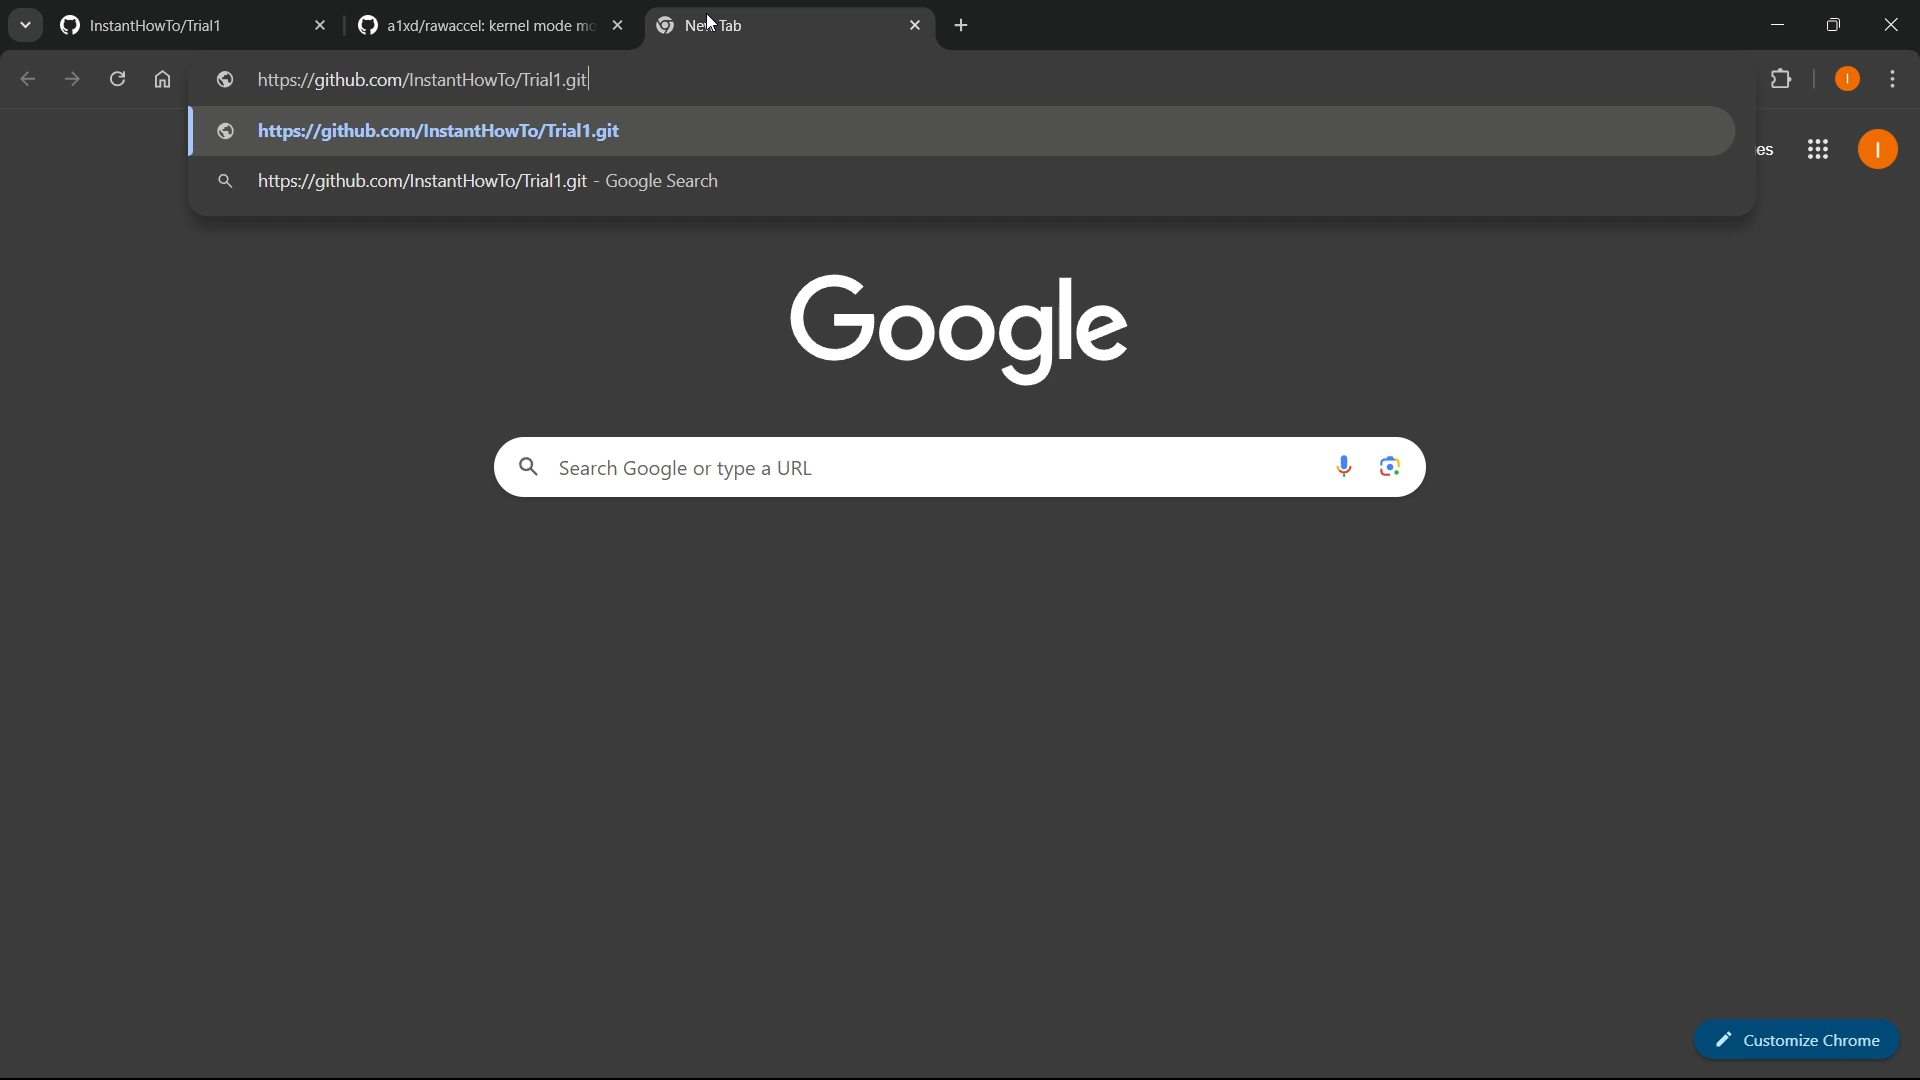 InstantHowTo/Trial1
a1xd/rawaccel: kernel mode mo
New Tab
https://github.com/InstantHowTo/Trial1.git
I
https://github.com/InstantHowTo/Trial1.git
https://github.com/InstantHowTo/Trial1.git - Google Search
es
I
Google
Search Google or type a URL
Customize Chrome